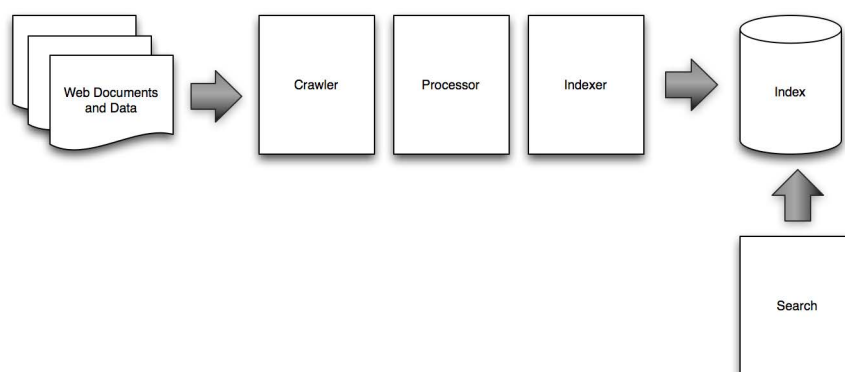 Web Documents
and Data
Crawler
Processor
Indexer
Index
Search